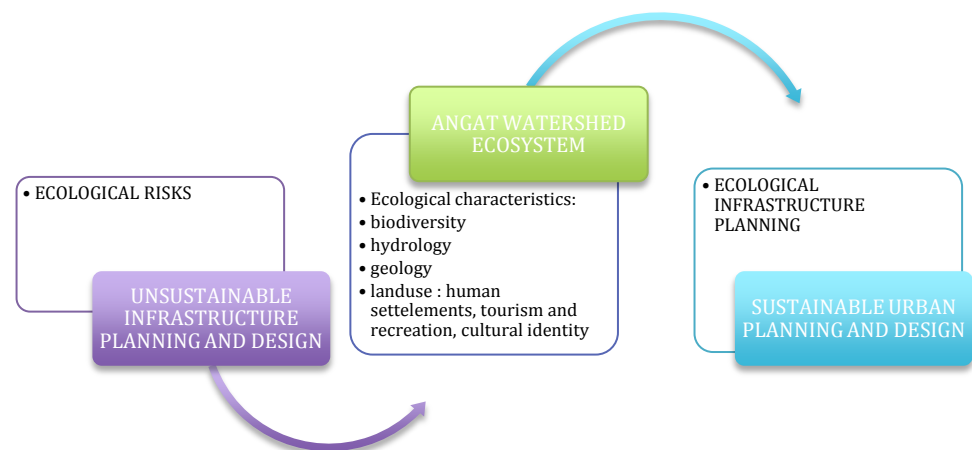 • ECOLOGICAL RISKS
UNSUSTAINABLE
INFRASTRUCTURE
PLANNING AND DESIGN
ANGAT WATERSHED
ECOSYSTEM
• Ecological characteristics:
• biodiversity
• hydrology
• geology
• landuse : human
settelements, tourism and
recreation, cultural identity
• ECOLOGICAL
INFRASTRUCTURE
PLANNING
SUSTAINABLE URBAN
PLANNING AND DESIGN